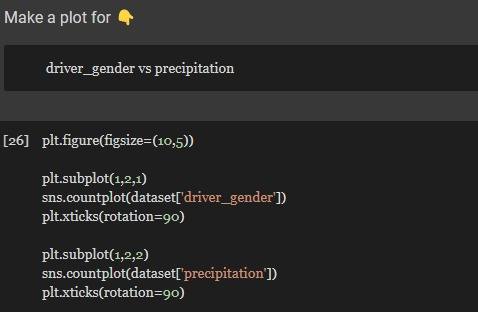 Make a plot for 👇
driver_gender vs precipitation
[26] plt.figure(figsize=(10,5))
plt.subplot(1,2,1)
sns.countplot(dataset['driver_gender'])
plt.xticks(rotation=90)
plt.subplot(1,2,2)
sns.countplot(dataset['precipitation'])
plt.xticks(rotation=90)